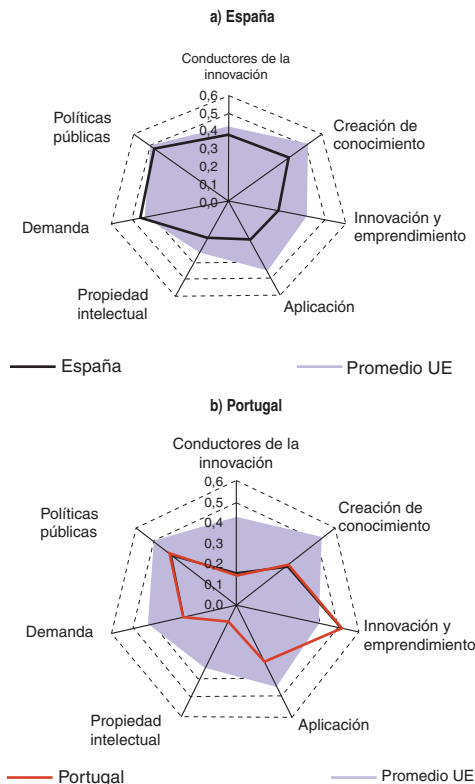 a) España
Conductores de la
innovación
0,6
0,5
0,4
0,3
0,2
0,1
0,0
Políticas
públicas
Creación de
conocimiento
Demanda
Innovación y
emprendimiento
Propiedad
intelectual
Aplicación
España
Promedio UE
b) Portugal
Conductores de la
innovación
0,6
0,5
0,4
0,3
0,2
0,1
0,0
Políticas
públicas
Creación de
conocimiento
Demanda
Innovación y
emprendimiento
Propiedad
intelectual
Aplicación
Portugal
Promedio UE